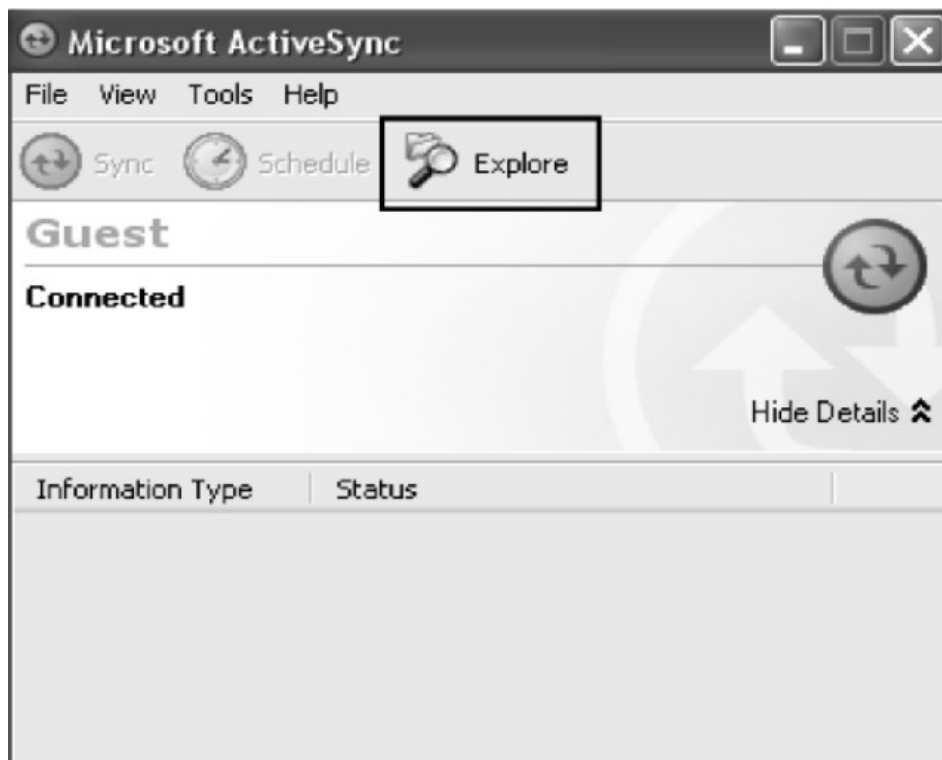 Microsoft ActiveSync
File View Tools Help
Sync Schedule Explore
Guest
Connected
Hide Details
Information Type Status